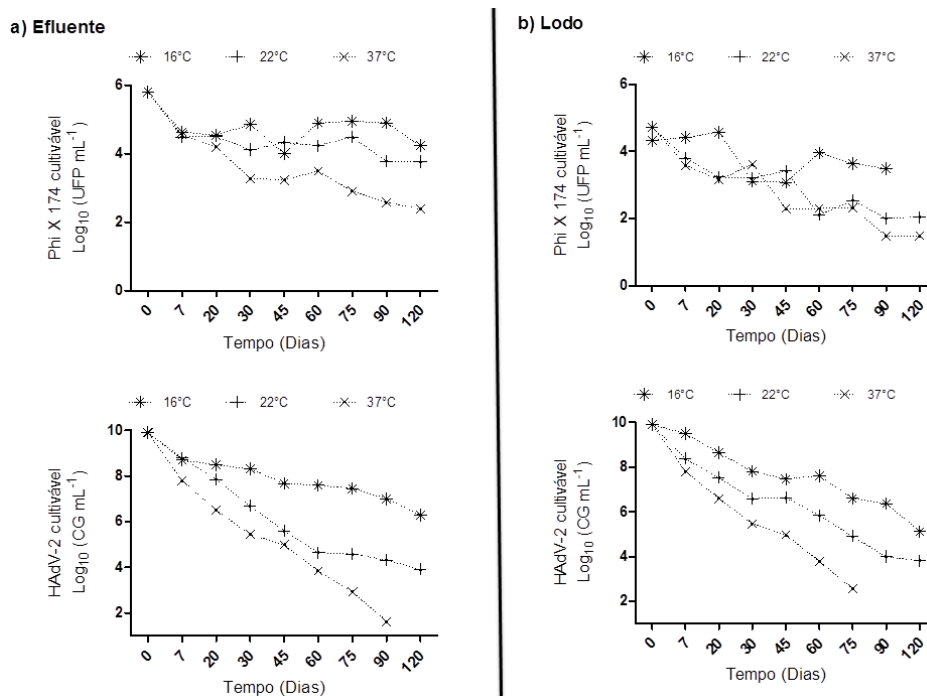 a) Efluente
16°C 22°C 37°C
Phi X 174 cultivável
Log10 (UFP mL-1)
6
4
2
0
0 7 20 30 45 60 75 90 120
Tempo (Dias)
16°C 22°C 37°C
HAdV-2 cultivável
Log10 (CG mL-1)
10
8
6
4
2
0 7 20 30 45 60 75 90 120
Tempo (Dias)
b) Lodo
16°C 22°C 37°C
Phi X 174 cultivável
Log10 (UFP mL-1)
6
4
2
0
0 7 20 30 45 60 75 90 120
Tempo (Dias)
16°C 22°C 37°C
HAdV-2 cultivável
Log10 (CG mL-1)
10
8
6
4
2
0 7 20 30 45 60 75 90 120
Tempo (Dias)